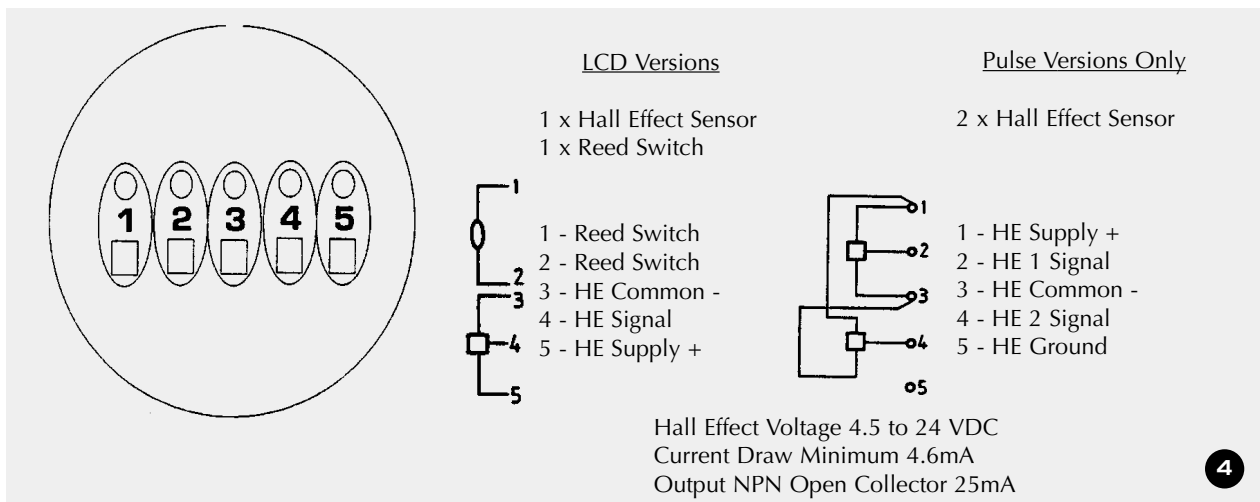 1 2 3 4 5
LCD Versions
1 x Hall Effect Sensor
1 x Reed Switch
1
2
3
4
5
1 - Reed Switch
2 - Reed Switch
3 - HE Common -
4 - HE Signal
5 - HE Supply +
Pulse Versions Only
2 x Hall Effect Sensor
1
2
3
4
5
1 - HE Supply +
2 - HE 1 Signal
3 - HE Common -
4 - HE 2 Signal
5 - HE Ground
Hall Effect Voltage 4.5 to 24 VDC
Current Draw Minimum 4.6mA
Output NPN Open Collector 25mA
4